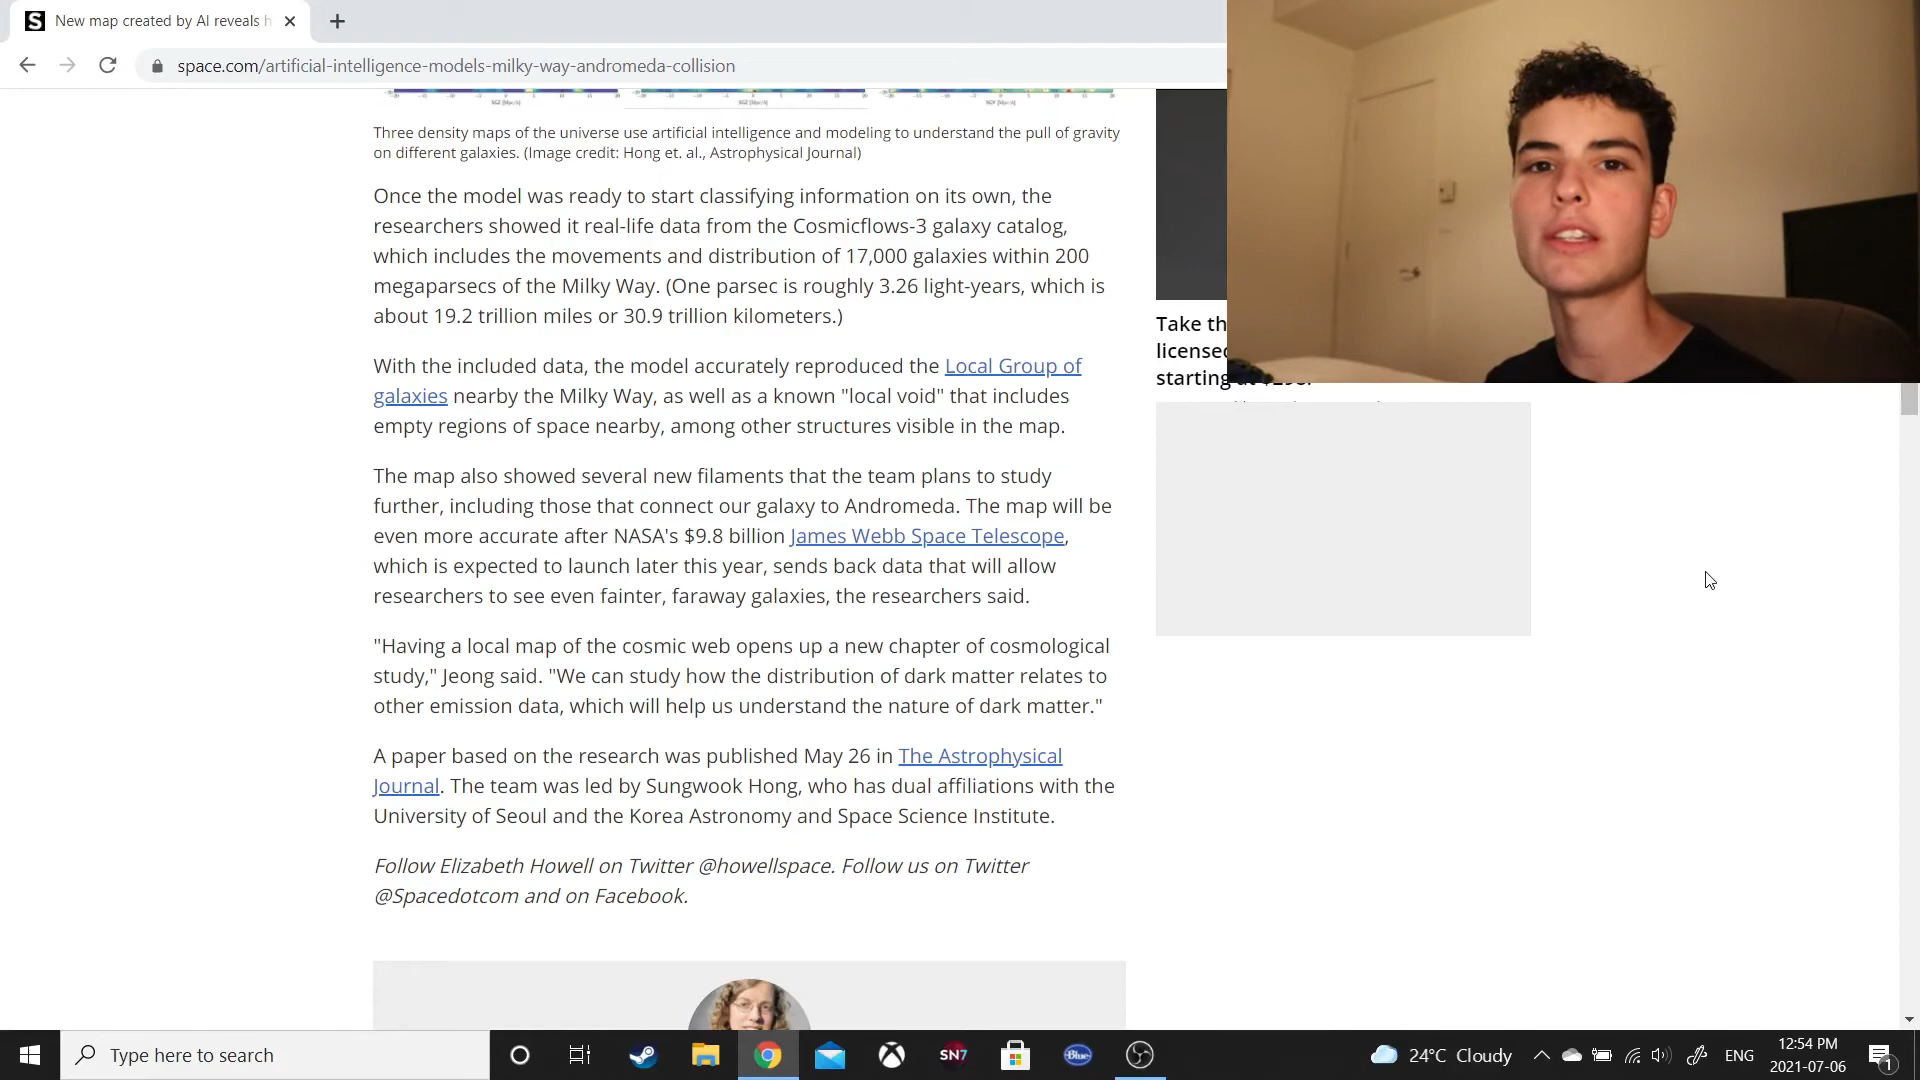 New map created by AI reveals h
space.com/artificial-intelligence-models-milky-way-andromeda-collision
Three density maps of the universe use artificial intelligence and modeling to understand the pull of gravity
on different galaxies. (Image credit: Hong et. al., Astrophysical Journal)
Once the model was ready to start classifying information on its own, the
researchers showed it real-life data from the Cosmicflows-3 galaxy catalog,
which includes the movements and distribution of 17,000 galaxies within 200
megaparsecs of the Milky Way. (One parsec is roughly 3.26 light-years, which is
about 19.2 trillion miles or 30.9 trillion kilometers.)
With the included data, the model accurately reproduced the Local Group of
galaxies nearby the Milky Way, as well as a known "local void" that includes
empty regions of space nearby, among other structures visible in the map.
The map also showed several new filaments that the team plans to study
further, including those that connect our galaxy to Andromeda. The map will be
even more accurate after NASA's $9.8 billion James Webb Space Telescope,
which is expected to launch later this year, sends back data that will allow
researchers to see even fainter, faraway galaxies, the researchers said.
"Having a local map of the cosmic web opens up a new chapter of cosmological
study," Jeong said. "We can study how the distribution of dark matter relates to
other emission data, which will help us understand the nature of dark matter."
A paper based on the research was published May 26 in The Astrophysical
Journal. The team was led by Sungwook Hong, who has dual affiliations with the
University of Seoul and the Korea Astronomy and Space Science Institute.
Follow Elizabeth Howell on Twitter @howellspace. Follow us on Twitter
@Spacedotcom and on Facebook.
Take th
license
starting
Type here to search
SN7
Blue
24°C Cloudy
ENG
12:54 PM
2021-07-06
1